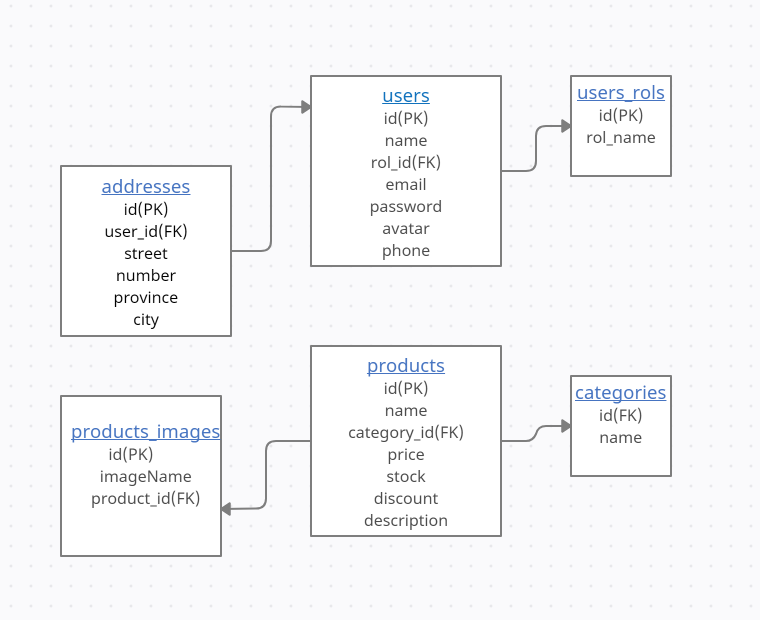 users
id(PK)
name
rol_id(FK)
email
password
avatar
phone
users_rols
id(PK)
rol_name
addresses
id(PK)
user_id(FK)
street
number
province
city
products
id(PK)
name
category_id(FK)
price
stock
discount
description
categories
id(FK)
name
products_images
id(PK)
imageName
product_id(FK)